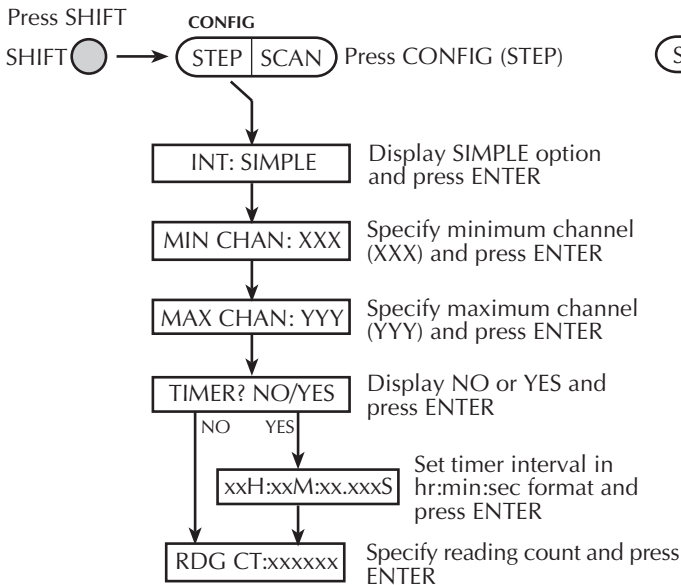 Press SHIFT
CONFIG
SHIFT
STEP SCAN
Press CONFIG (STEP)
S
INT: SIMPLE
Display SIMPLE option
and press ENTER
MIN CHAN: XXX
Specify minimum channel
(XXX) and press ENTER
MAX CHAN: YYY
Specify maximum channel
(YYY) and press ENTER
TIMER? NO/YES
Display NO or YES and
press ENTER
NO YES
xxH:xxM:xx.xxxS
Set timer interval in
hr:min:sec format and
press ENTER
RDG CT:xxxxxx
Specify reading count and press
ENTER